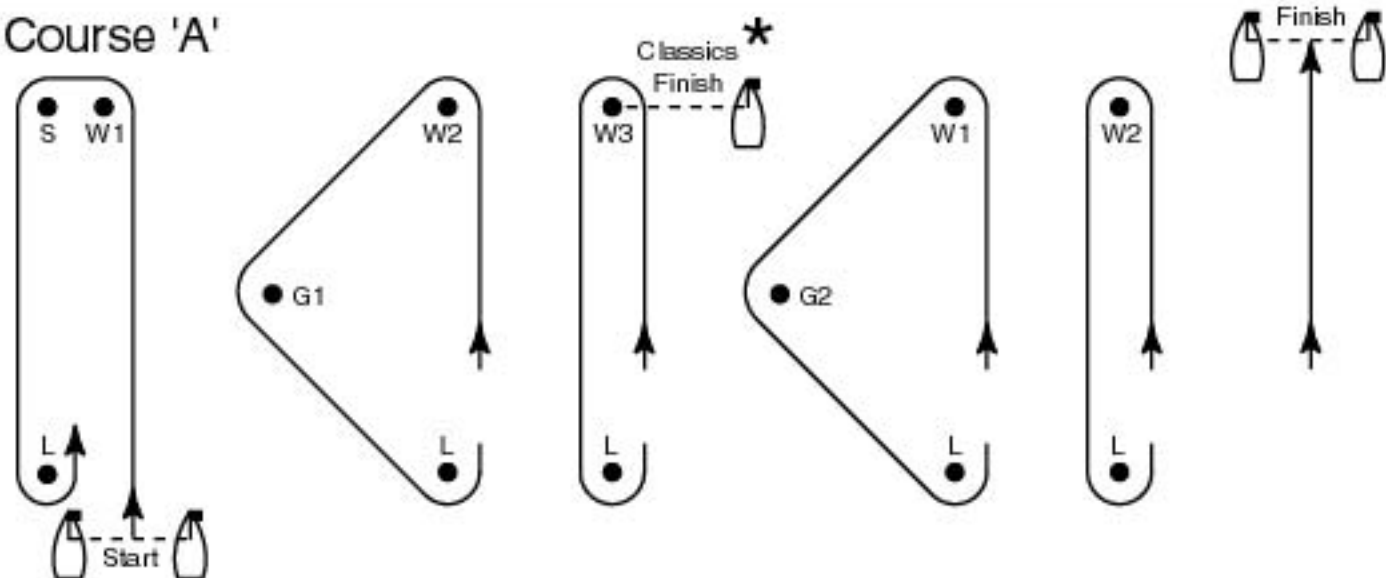 Course 'A'
S W1
L
Start
W2
G1
L
Classics *
Finish
W3
L
W1
G2
L
W2
L
Finish